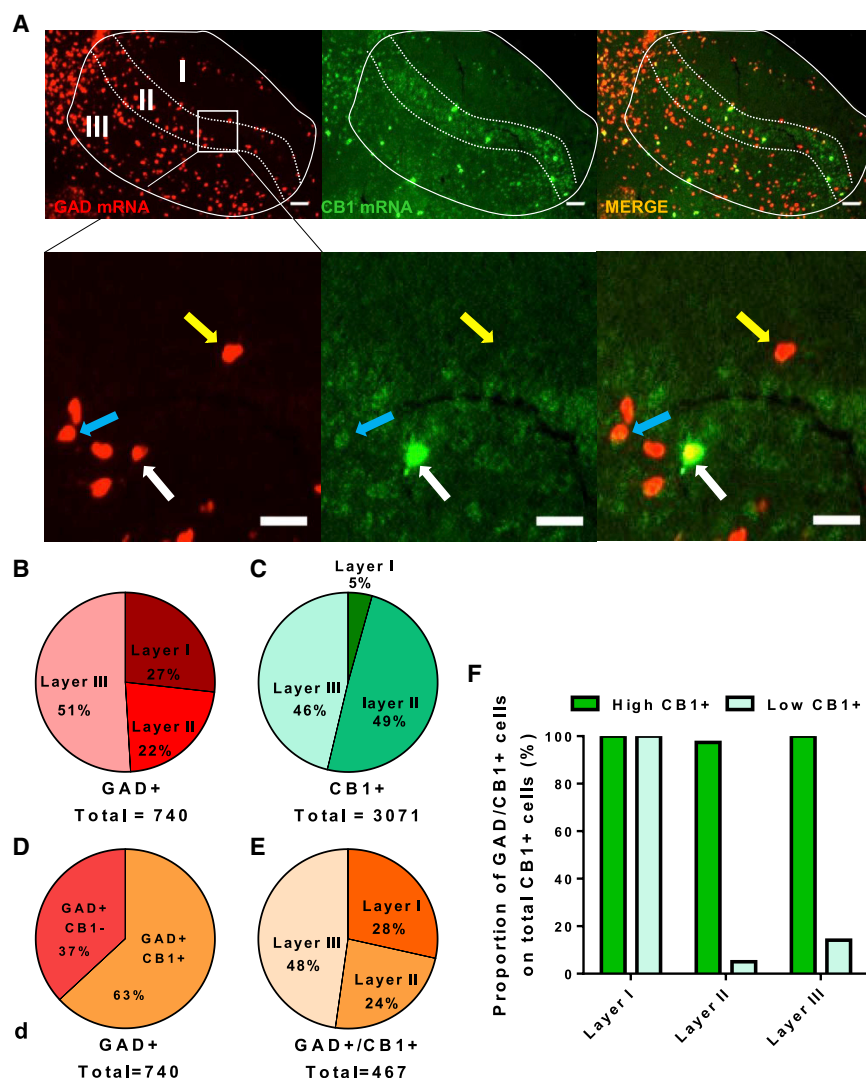 A
I
II
III
GAD mRNA
CB1 mRNA
MERGE
B
Layer I
27%
Layer III
51%
Layer II
22%
GAD+
Total = 740
C
Layer I
5%
Layer III
46%
layer II
49%
CB1+
Total = 3071
D
GAD+
CB1-
37%
GAD+
CB1+
63%
d
GAD+
Total=740
E
Layer I
28%
Layer III
48%
Layer II
24%
GAD+/CB1+
Total=467
F
High CB1+
Low CB1+
Proportion of GAD/CB1+ cells
on total CB1+ cells (%)
100
80
60
40
20
0
Layer I
Layer II
Layer III